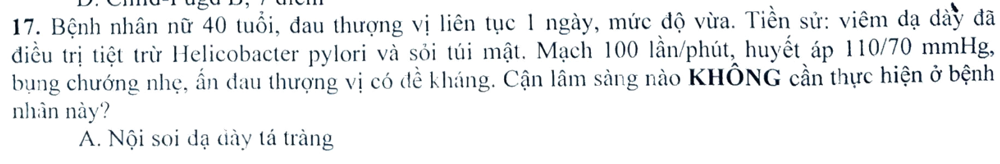 17. Bệnh nhân nữ 40 tuổi, đau thượng vị liên tục 1 ngày, mức độ vừa. Tiền sử: viêm dạ dày đã
điều trị tiệt trừ Helicobacter pylori và sỏi túi mật. Mạch 100 lần/phút, huyết áp 110/70 mmHg,
bụng chướng nhẹ, ấn đau thượng vị có đề kháng. Cận lâm sàng nào KHÔNG cần thực hiện ở bệnh
nhân này?
A. Nội soi dạ dày tá tràng